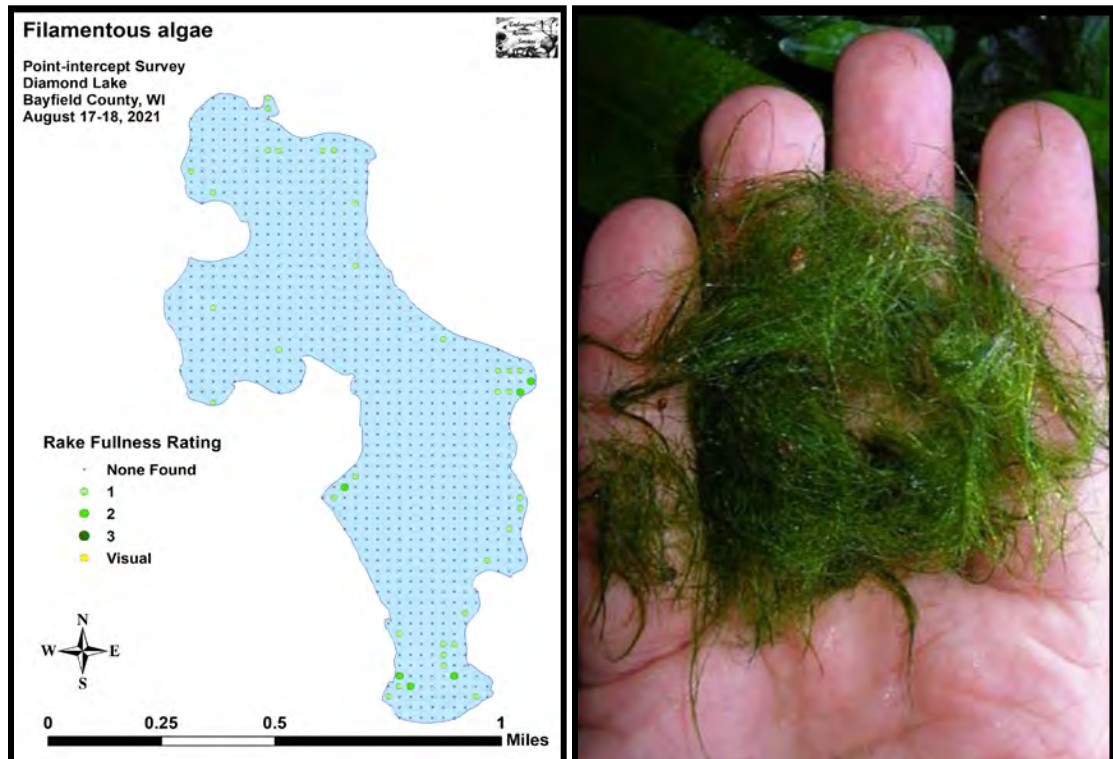 Filamentous algae
Point-intercept Survey
Diamond Lake
Bayfield County, WI
August 17-18, 2021
Rake Fullness Rating
None Found
1
2
3
Visual
N
W E
S
0 0.25 0.5 1
Miles